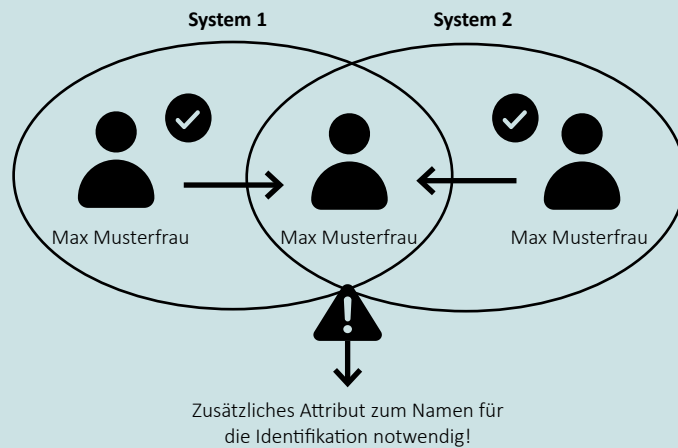 System 1
System 2
Max Musterfrau
Max Musterfrau
Max Musterfrau
Zusätzliches Attribut zum Namen für
die Identifikation notwendig!